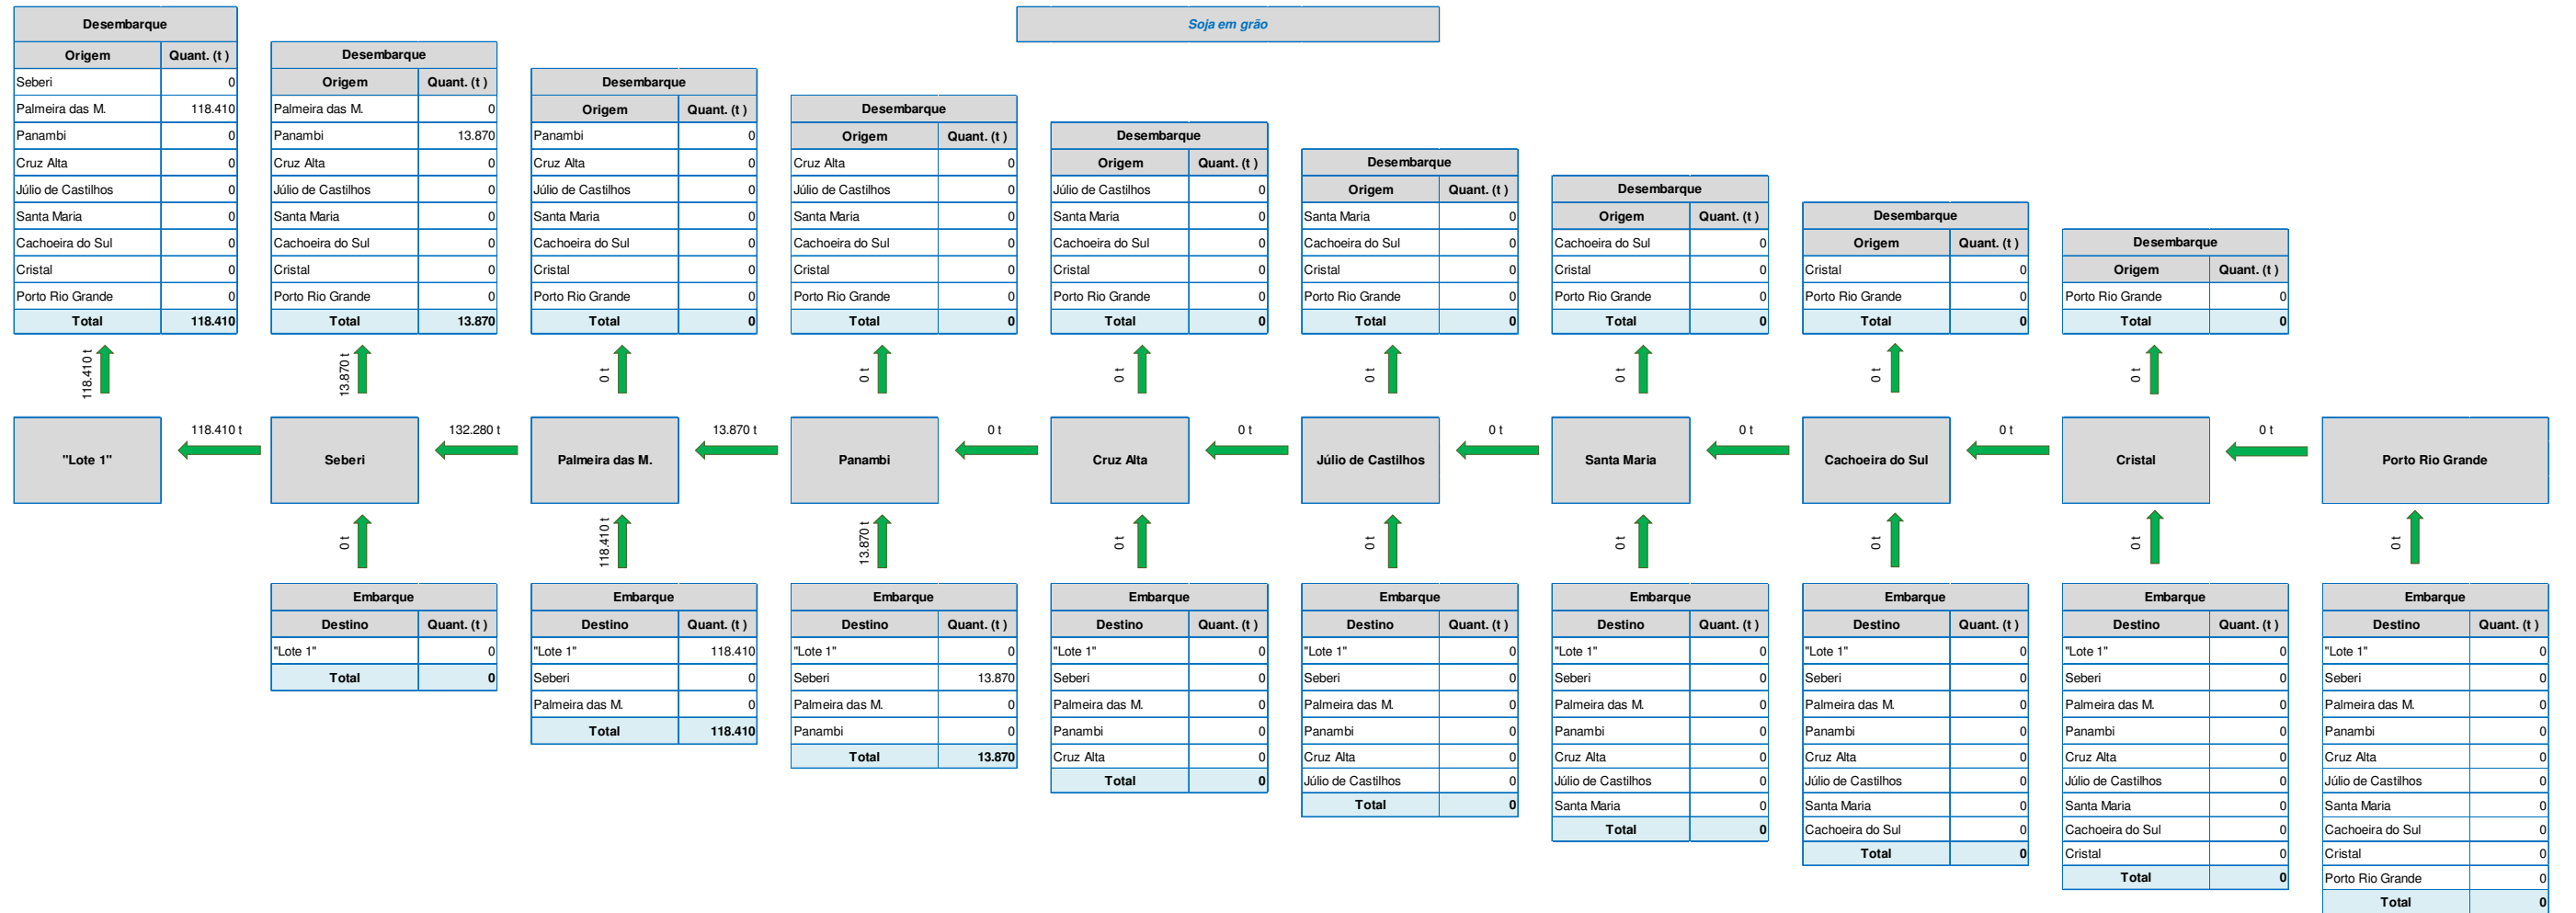 Soja em grão
Desembarque
Origem Quant. (t )
Seberi 0
Palmeira das M. 118.410
Panambi 0
Cruz Alta 0
Júlio de Castilhos 0
Santa Maria 0
Cachoeira do Sul 0
Cristal 0
Porto Rio Grande 0
Total 118.410
Desembarque
Origem Quant. (t )
Palmeira das M. 0
Panambi 13.870
Cruz Alta 0
Júlio de Castilhos 0
Santa Maria 0
Cachoeira do Sul 0
Cristal 0
Porto Rio Grande 0
Total 13.870
Desembarque
Origem Quant. (t )
Panambi 0
Cruz Alta 0
Júlio de Castilhos 0
Santa Maria 0
Cachoeira do Sul 0
Cristal 0
Porto Rio Grande 0
Total 0
Desembarque
Origem Quant. (t )
Cruz Alta 0
Júlio de Castilhos 0
Santa Maria 0
Cachoeira do Sul 0
Cristal 0
Porto Rio Grande 0
Total 0
Desembarque
Origem Quant. (t )
Júlio de Castilhos 0
Santa Maria 0
Cachoeira do Sul 0
Cristal 0
Porto Rio Grande 0
Total 0
Desembarque
Origem Quant. (t )
Santa Maria 0
Cachoeira do Sul 0
Cristal 0
Porto Rio Grande 0
Total 0
Desembarque
Origem Quant. (t )
Cachoeira do Sul 0
Cristal 0
Porto Rio Grande 0
Total 0
Desembarque
Origem Quant. (t )
Cristal 0
Porto Rio Grande 0
Total 0
Desembarque
Origem Quant. (t )
Porto Rio Grande 0
Total 0
118.410 t
13.870 t
0 t
0 t
0 t
0 t
0 t
0 t
0 t
"Lote 1"
118.410 t
Seberi
132.280 t
Palmeira das M.
13.870 t
Panambi
0 t
Cruz Alta
0 t
Júlio de Castilhos
0 t
Santa Maria
0 t
Cachoeira do Sul
0 t
Cristal
0 t
Porto Rio Grande
0 t
118.410 t
13.870 t
0 t
0 t
0 t
0 t
0 t
0 t
Embarque
Destino Quant. (t )
"Lote 1" 0
Total 0
Embarque
Destino Quant. (t )
"Lote 1" 118.410
Seberi 0
Palmeira das M. 0
Total 118.410
Embarque
Destino Quant. (t )
"Lote 1" 0
Seberi 13.870
Palmeira das M. 0
Panambi 0
Total 13.870
Embarque
Destino Quant. (t )
"Lote 1" 0
Seberi 0
Palmeira das M. 0
Panambi 0
Cruz Alta 0
Total 0
Embarque
Destino Quant. (t )
"Lote 1" 0
Seberi 0
Palmeira das M. 0
Panambi 0
Cruz Alta 0
Júlio de Castilhos 0
Total 0
Embarque
Destino Quant. (t )
"Lote 1" 0
Seberi 0
Palmeira das M. 0
Panambi 0
Cruz Alta 0
Júlio de Castilhos 0
Santa Maria 0
Total 0
Embarque
Destino Quant. (t )
"Lote 1" 0
Seberi 0
Palmeira das M. 0
Panambi 0
Cruz Alta 0
Júlio de Castilhos 0
Santa Maria 0
Cachoeira do Sul 0
Total 0
Embarque
Destino Quant. (t )
"Lote 1" 0
Seberi 0
Palmeira das M. 0
Panambi 0
Cruz Alta 0
Júlio de Castilhos 0
Santa Maria 0
Cachoeira do Sul 0
Cristal 0
Total 0
Embarque
Destino Quant. (t )
"Lote 1" 0
Seberi 0
Palmeira das M. 0
Panambi 0
Cruz Alta 0
Júlio de Castilhos 0
Santa Maria 0
Cachoeira do Sul 0
Cristal 0
Porto Rio Grande 0
Total 0